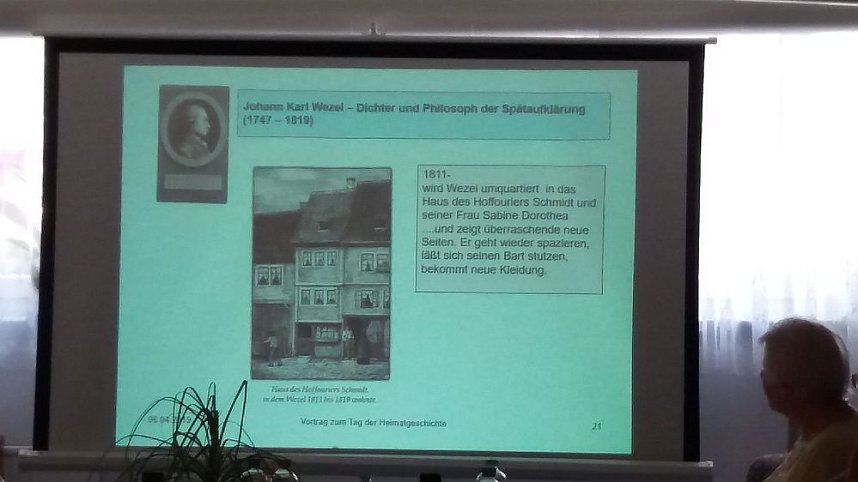 Johann Karl Wezel – Dichter und Philosoph der Spätaufklärung
(1747 – 1819)
1811-
wird Wezel umquartiert in das
Haus des Hoffouriers Schmidt und
seiner Frau Sabine Dorothea
....und zeigt überraschende neue
Seiten. Er geht wieder spazieren,
läßt sich seinen Bart stutzen,
bekommt neue Kleidung.
Haus des Hoffouriers Schmidt,
in dem Wezel 1811 bis 1819 wohnte.
Vortrag zum Tag der Heimatgeschichte
21